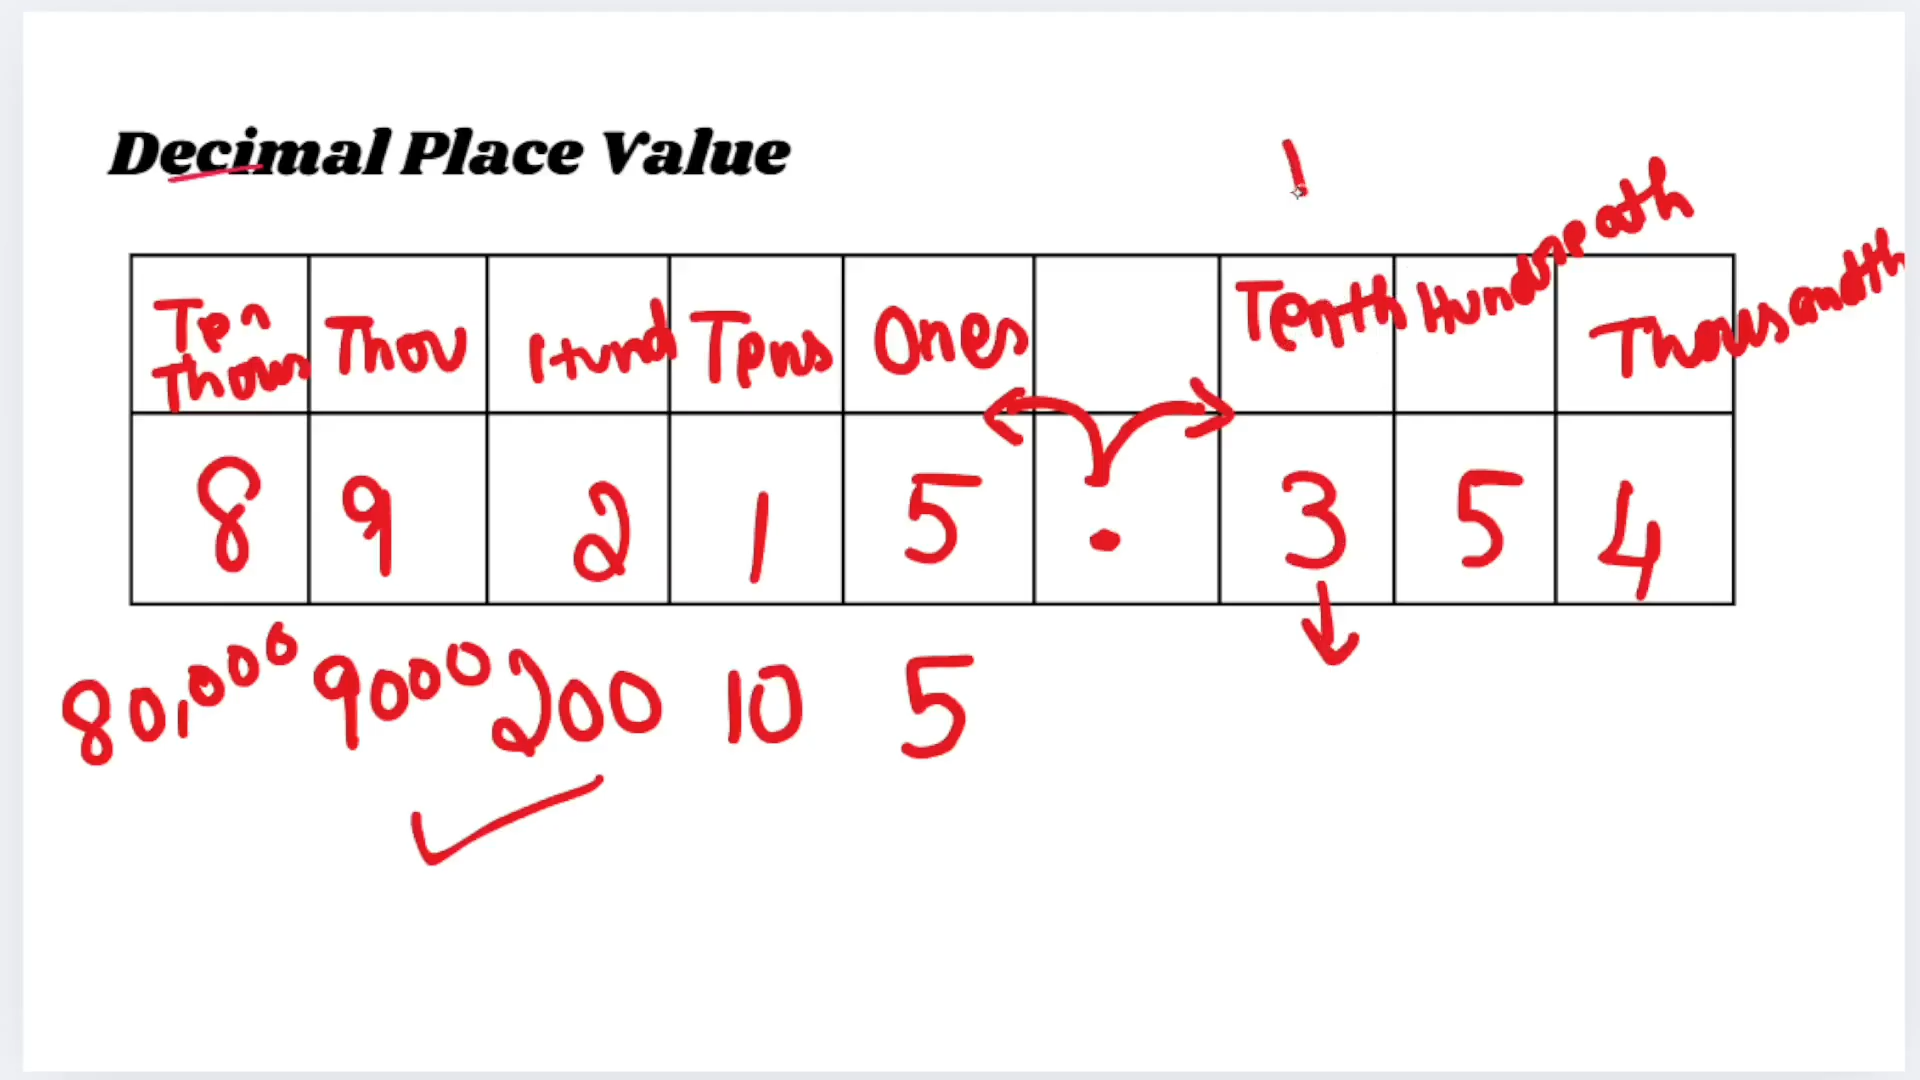 Decimal Place Value
1
Ten Thous Thou Hund Tens Ones Tenth Hundreath Thousandth
8 9 2 1 5 . 3 5 4
80,000 9000 200 10 5